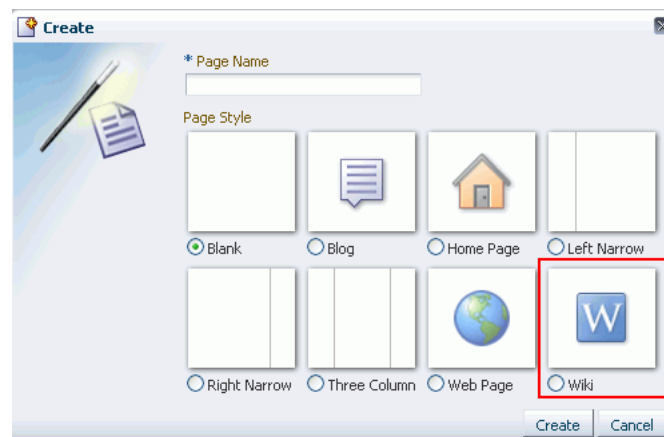 Create
* Page Name
Page Style
Blank
Blog
Home Page
Left Narrow
Right Narrow
Three Column
Web Page
W
Wiki
Create
Cancel